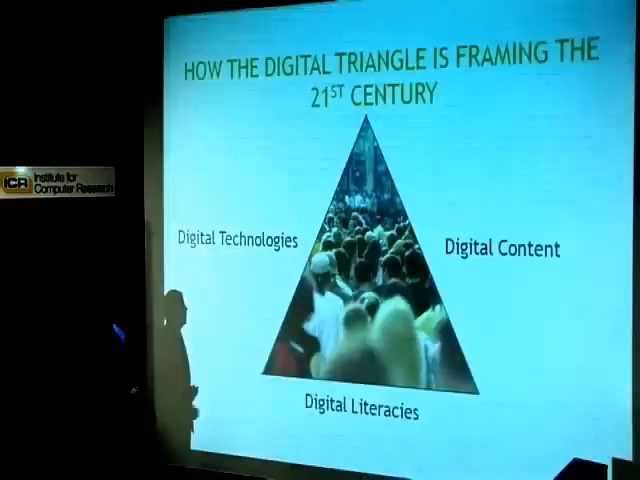 HOW THE DIGITAL TRIANGLE IS FRAMING THE
21ST CENTURY
ICR Institute for
Computer Research
Digital Technologies
Digital Content
Digital Literacies